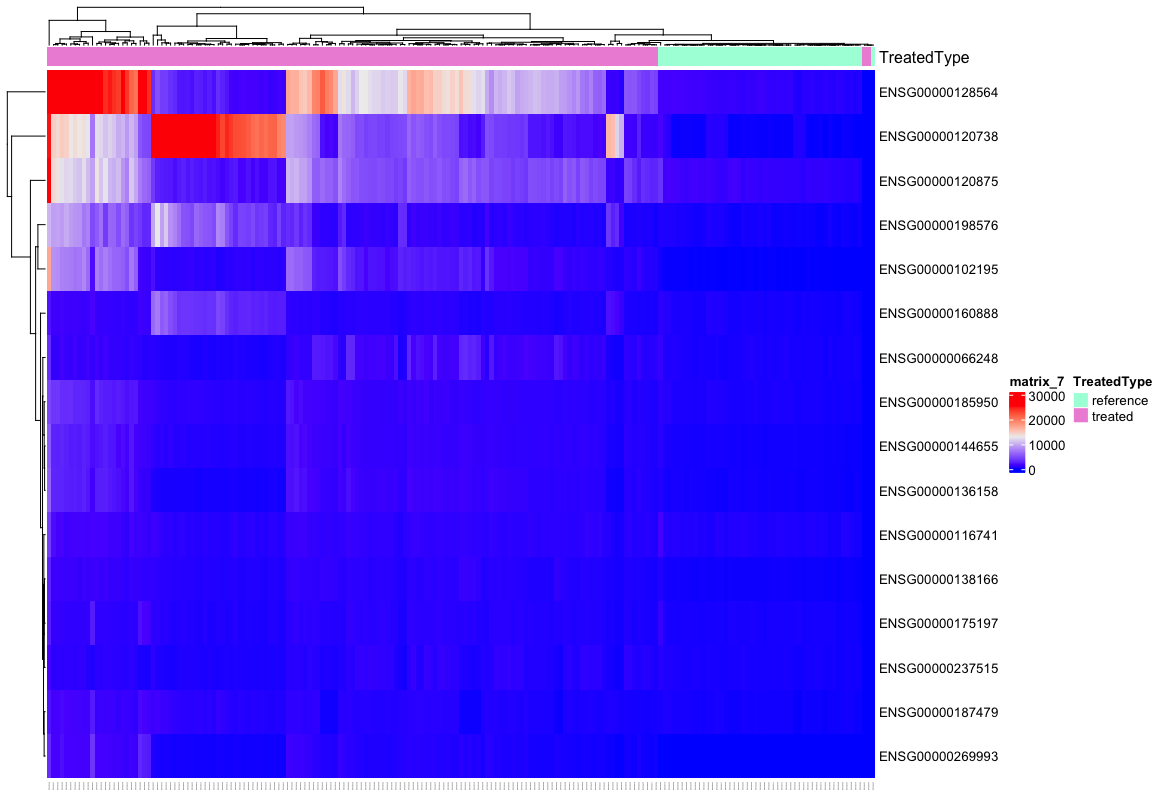 TreatedType
ENSG00000128564
ENSG00000120738
ENSG00000120875
ENSG00000198576
ENSG00000102195
ENSG00000160888
ENSG00000066248
ENSG00000185950
ENSG00000144655
ENSG00000136158
ENSG00000116741
ENSG00000138166
ENSG00000175197
ENSG00000237515
ENSG00000187479
ENSG00000269993
matrix_7
30000
20000
10000
0
TreatedType
reference
treated